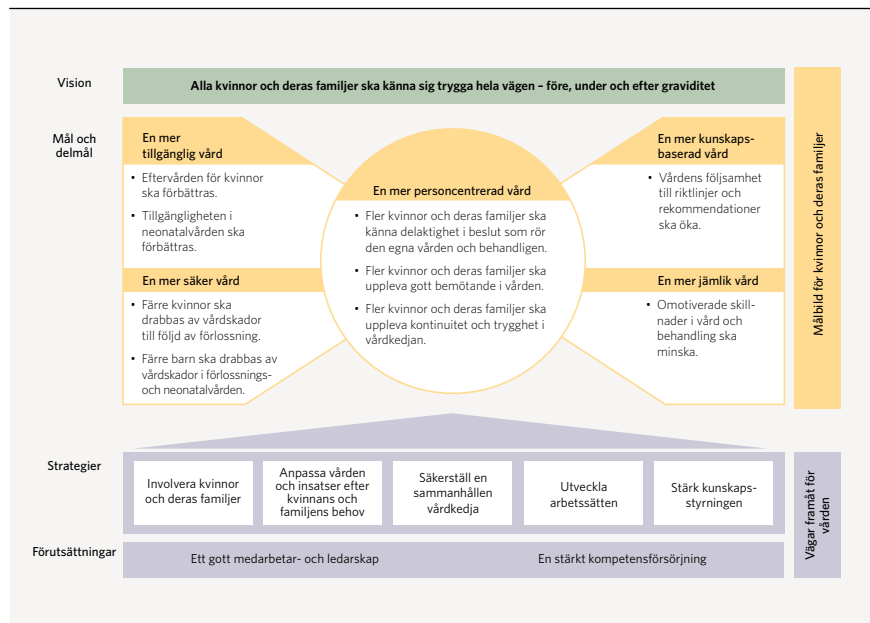 Vision
Alla kvinnor och deras familjer ska känna sig trygga hela vägen – före, under och efter graviditet
Mål och
delmål
En mer
tillgänglig vård
• Eftervården för kvinnor
ska förbättras.
• Tillgängligheten i
neonatalvården ska
förbättras.
En mer säker vård
• Färre kvinnor ska
drabbas av vårdskador
till följd av förlossning.
• Färre barn ska drabbas av
vårdskador i förlossnings-
och neonatalvården.
En mer personcentrerad vård
• Fler kvinnor och deras familjer ska
känna delaktighet i beslut som rör
den egna vården och behandligen.
• Fler kvinnor och deras familjer ska
uppleva gott bemötande i vården.
• Fler kvinnor och deras familjer ska
uppleva kontinuitet och trygghet i
vårdkedjan.
En mer kunskaps-
baserad vård
• Vårdens följsamhet
till riktlinjer och
rekommendationer
ska öka.
En mer jämlik vård
• Omotiverade skill-
nader i vård och
behandling ska
minska.
Målbild för kvinnor och deras familjer
Strategier
Involvera kvinnor
och deras familjer
Anpassa vården
och insatser efter
kvinnans och
familjens behov
Säkerställ en
sammanhållen
vårdkedja
Utveckla
arbetssätten
Stärk kunskaps-
styrningen
Förutsättningar
Ett gott medarbetar- och ledarskap
En stärkt kompetensförsörjning
Vägar framåt för
vården